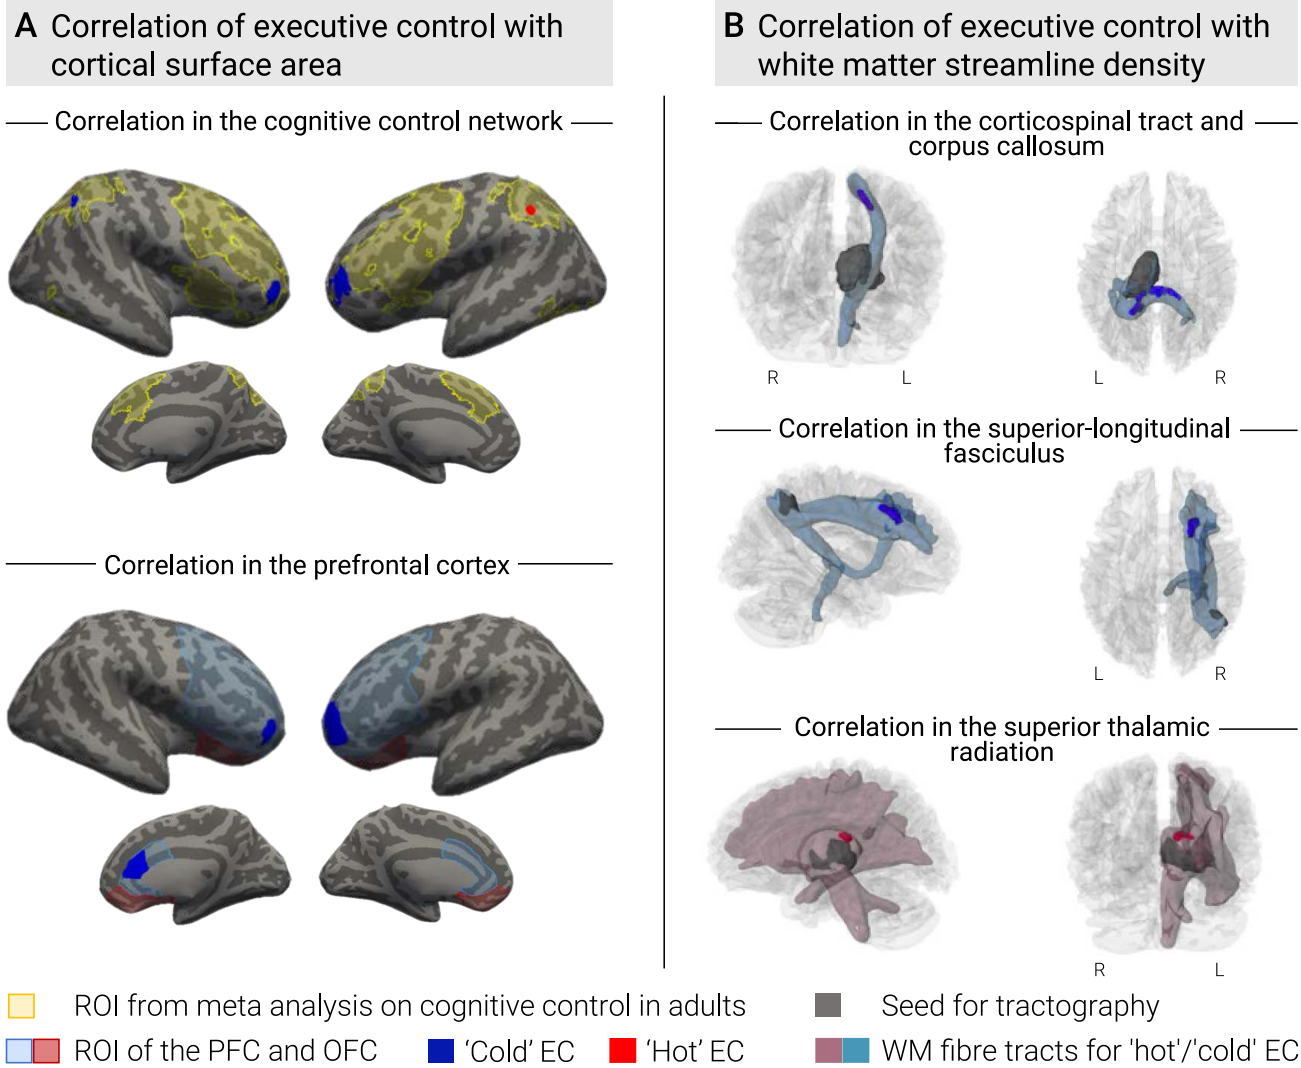 A Correlation of executive control with
cortical surface area
Correlation in the cognitive control network
Correlation in the prefrontal cortex
B Correlation of executive control with
white matter streamline density
Correlation in the corticospinal tract and
corpus callosum
R L L R
Correlation in the superior-longitudinal
fasciculus
L R
Correlation in the superior thalamic
radiation
R L
ROI from meta analysis on cognitive control in adults
Seed for tractography
ROI of the PFC and OFC
‘Cold’ EC
‘Hot’ EC
WM fibre tracts for 'hot'/'cold' EC